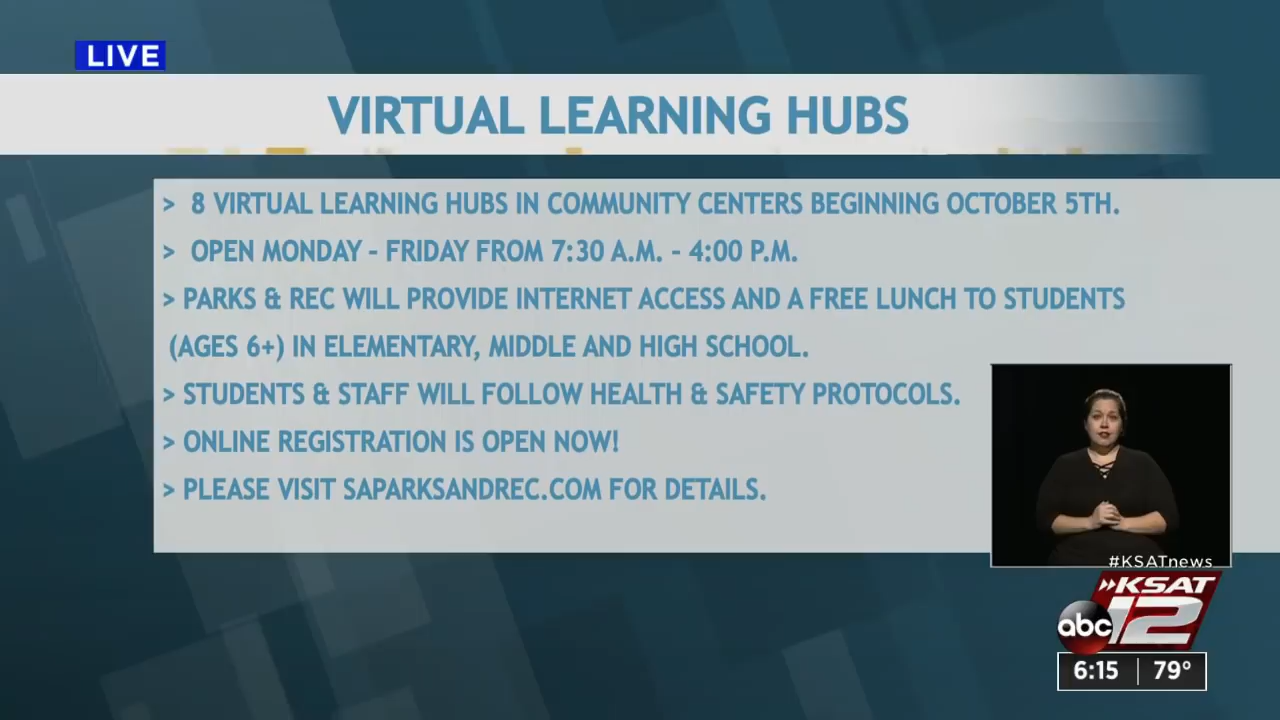 LIVE
VIRTUAL LEARNING HUBS
> 8 VIRTUAL LEARNING HUBS IN COMMUNITY CENTERS BEGINNING OCTOBER 5TH.
> OPEN MONDAY - FRIDAY FROM 7:30 A.M. - 4:00 P.M.
> PARKS & REC WILL PROVIDE INTERNET ACCESS AND A FREE LUNCH TO STUDENTS
(AGES 6+) IN ELEMENTARY, MIDDLE AND HIGH SCHOOL.
> STUDENTS & STAFF WILL FOLLOW HEALTH & SAFETY PROTOCOLS.
> ONLINE REGISTRATION IS OPEN NOW!
> PLEASE VISIT SAPARKSANDREC.COM FOR DETAILS.
#KSATnews
KSAT
abc 12
6:15 79°